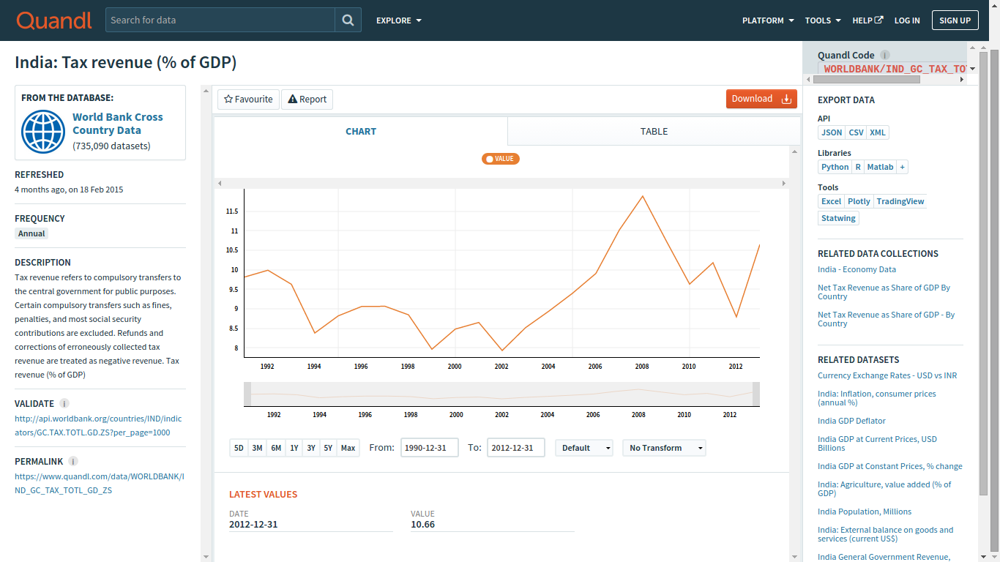 Quandl
Search for data
EXPLORE
PLATFORM
TOOLS
HELP
LOG IN
SIGN UP
India: Tax revenue (% of GDP)
FROM THE DATABASE:
World Bank Cross
Country Data
(735,090 datasets)
REFRESHED
4 months ago, on 18 Feb 2015
FREQUENCY
Annual
DESCRIPTION
Tax revenue refers to compulsory transfers to
the central government for public purposes.
Certain compulsory transfers such as fines,
penalties, and most social security
contributions are excluded. Refunds and
corrections of erroneously collected tax
revenue are treated as negative revenue. Tax
revenue (% of GDP)
VALIDATE i
http://api.worldbank.org/countries/IND/indic
ators/GC.TAX.TOTL.GD.ZS?per_page=1000
PERMALINK i
https://www.quandl.com/data/WORLDBANK/I
ND_GC_TAX_TOTL_GD_ZS
Favourite
Report
Download
CHART
TABLE
VALUE
11.5
11
10.5
10
9.5
9
8.5
8
1992 1994 1996 1998 2000 2002 2004 2006 2008 2010 2012
1992 1994 1996 1998 2000 2002 2004 2006 2008 2010 2012
5D 3M 6M 1Y 3Y 5Y Max From: 1990-12-31 To: 2012-12-31 Default No Transform
LATEST VALUES
DATE VALUE
2012-12-31 10.66
Quandl Code i
WORLDBANK/IND_GC_TAX_TOT
EXPORT DATA
API
JSON CSV XML
Libraries
Python R Matlab +
Tools
Excel Plotly TradingView
Statwing
RELATED DATA COLLECTIONS
India - Economy Data
Net Tax Revenue as Share of GDP By
Country
Net Tax Revenue as Share of GDP - By
Country
RELATED DATASETS
Currency Exchange Rates - USD vs INR
India: Inflation, consumer prices
(annual %)
India GDP Deflator
India GDP at Current Prices, USD
Billions
India GDP at Constant Prices, % change
India: Agriculture, value added (% of
GDP)
India Population, Millions
India: External balance on goods and
services (current US$)
India General Government Revenue,